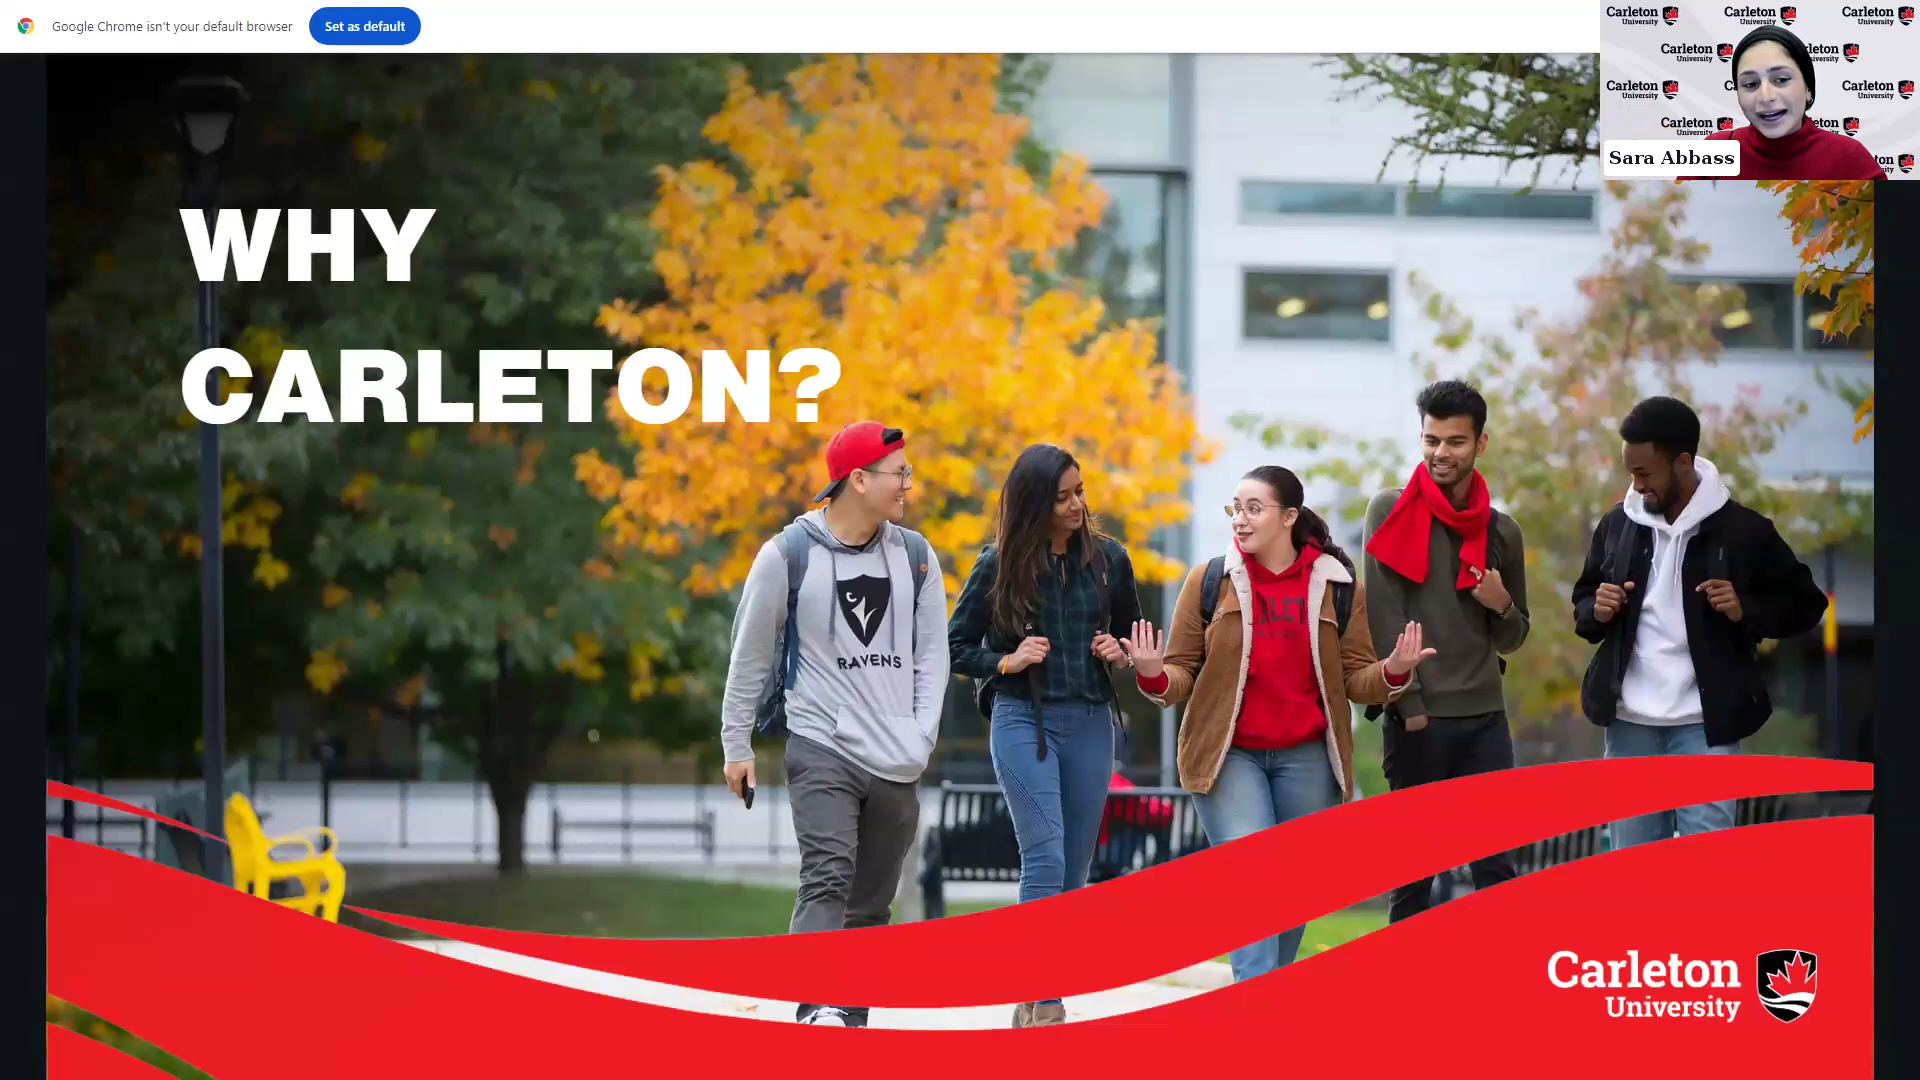 Google Chrome isn't your default browser
Set as default
Carleton
University
Carleton
University
Carleton
University
Carleton
University
Carleton
University
Carleton
University
Carleton
University
Sara Abbass
WHY
CARLETON?
RAVENS
Carleton
University